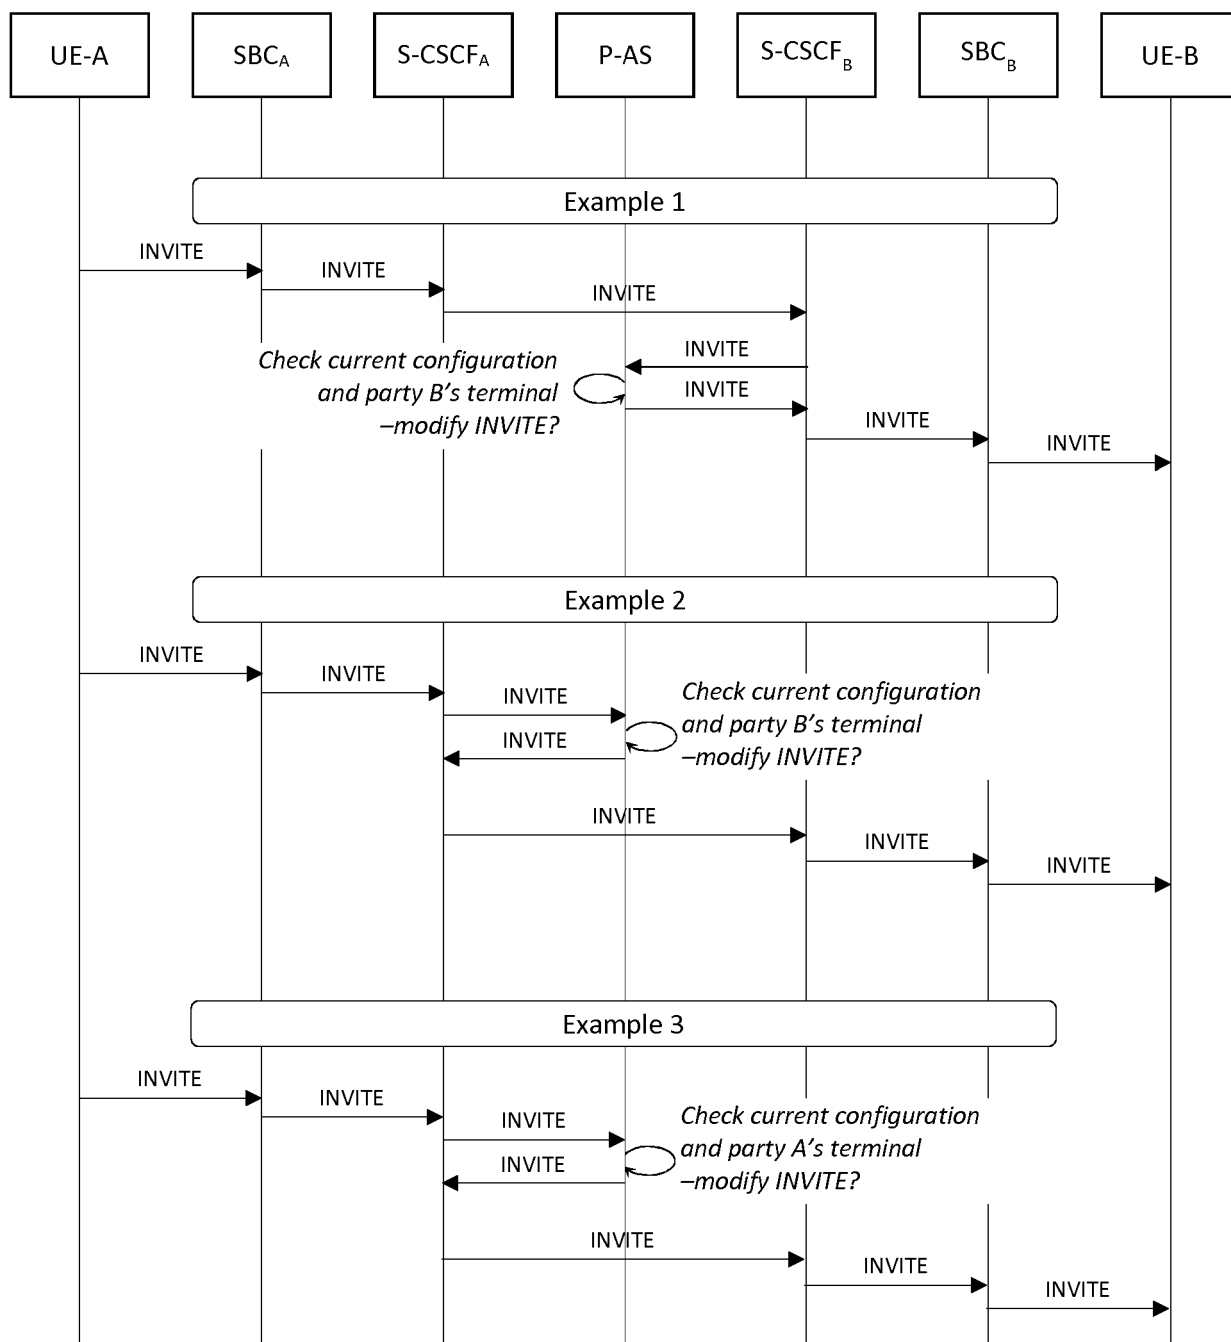 UE-A
SBCA
S-CSCFA
P-AS
S-CSCFB
SBCB
UE-B
Example 1
INVITE
INVITE
INVITE
INVITE
Check current configuration
and party B’s terminal
–modify INVITE?
INVITE
INVITE
INVITE
Example 2
INVITE
INVITE
INVITE
Check current configuration
and party B’s terminal
–modify INVITE?
INVITE
INVITE
INVITE
INVITE
Example 3
INVITE
INVITE
INVITE
Check current configuration
and party A’s terminal
–modify INVITE?
INVITE
INVITE
INVITE
INVITE